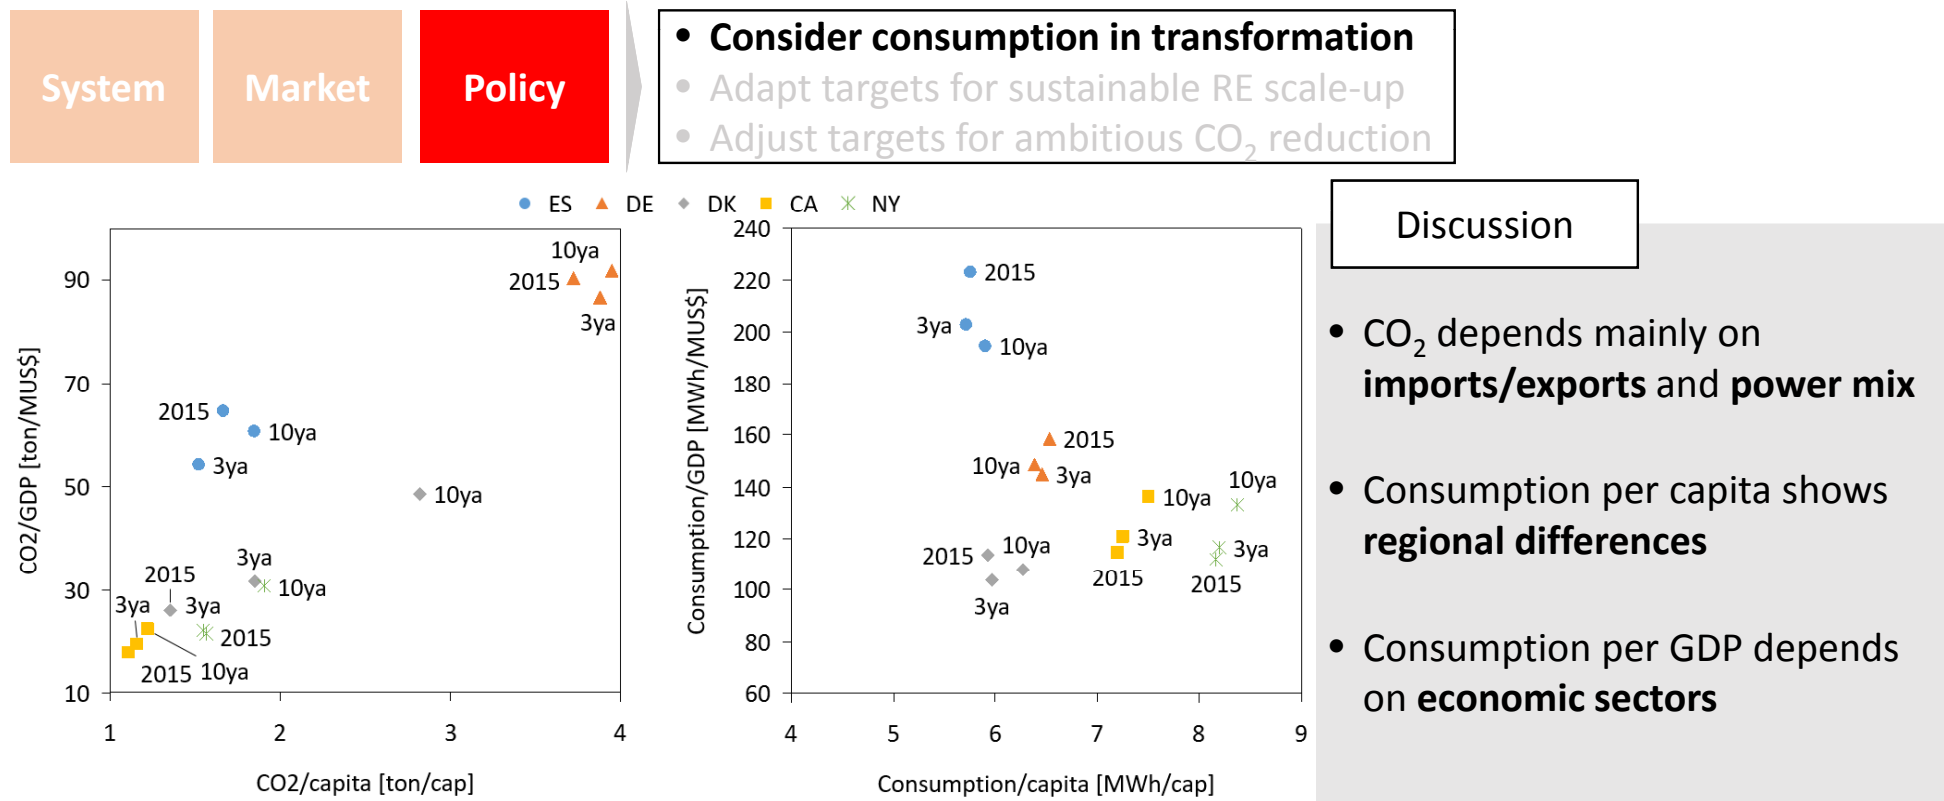 System
Market
Policy
• Consider consumption in transformation
• Adapt targets for sustainable RE scale-up
• Adjust targets for ambitious CO₂ reduction
ES DE DK CA NY
CO2/GDP [ton/MUS$]
90
70
50
30
10
1 2 3 4
CO2/capita [ton/cap]
10ya
2015
3ya
2015
10ya
3ya
10ya
3ya
2015
10ya
3ya
3ya
2015
10ya
2015
Consumption/GDP [MWh/MUS$]
240
220
200
180
160
140
120
100
80
60
4 5 6 7 8 9
Consumption/capita [MWh/cap]
2015
3ya
10ya
2015
10ya
3ya
10ya
10ya
3ya
10ya
2015
3ya
2015
2015
3ya
Discussion
• CO₂ depends mainly on
imports/exports and power mix
• Consumption per capita shows
regional differences
• Consumption per GDP depends
on economic sectors